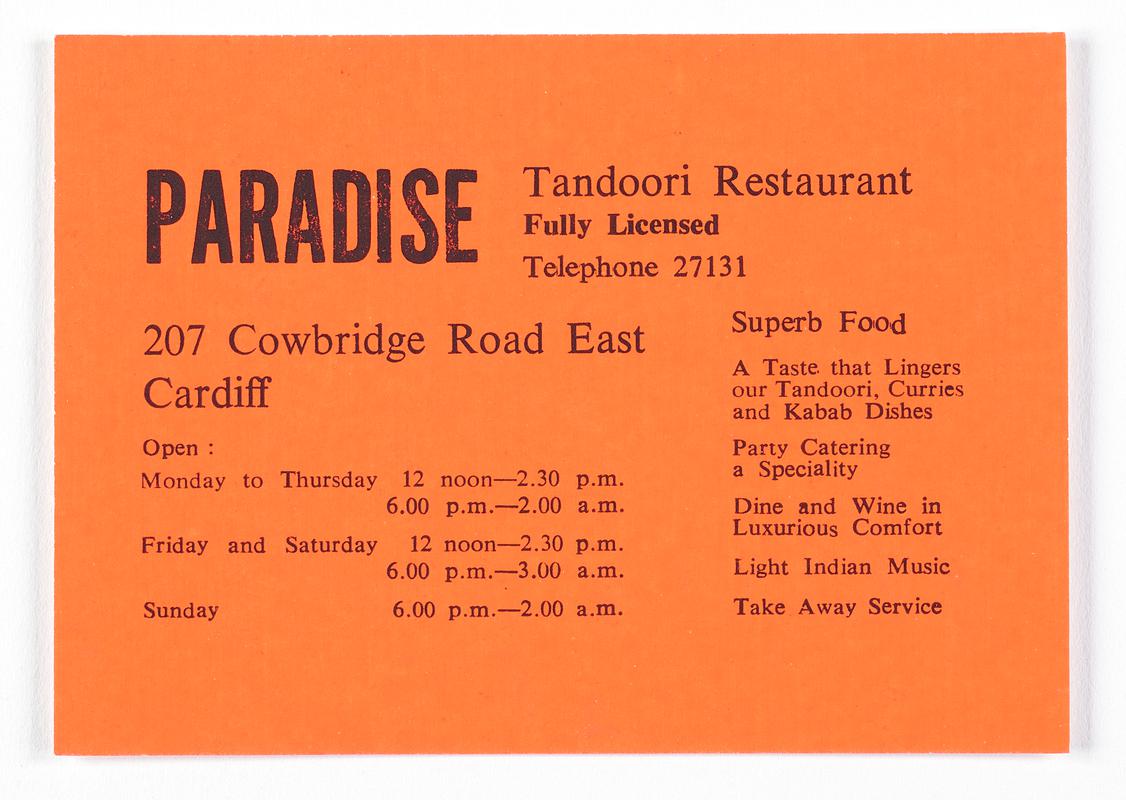 PARADISE
Tandoori Restaurant
Fully Licensed
Telephone 27131
207 Cowbridge Road East
Cardiff
Open :
Monday to Thursday 12 noon—2.30 p.m.
6.00 p.m.—2.00 a.m.
Friday and Saturday 12 noon—2.30 p.m.
6.00 p.m.—3.00 a.m.
Sunday 6.00 p.m.—2.00 a.m.
Superb Food
A Taste that Lingers
our Tandoori, Curries
and Kabab Dishes
Party Catering
a Speciality
Dine and Wine in
Luxurious Comfort
Light Indian Music
Take Away Service